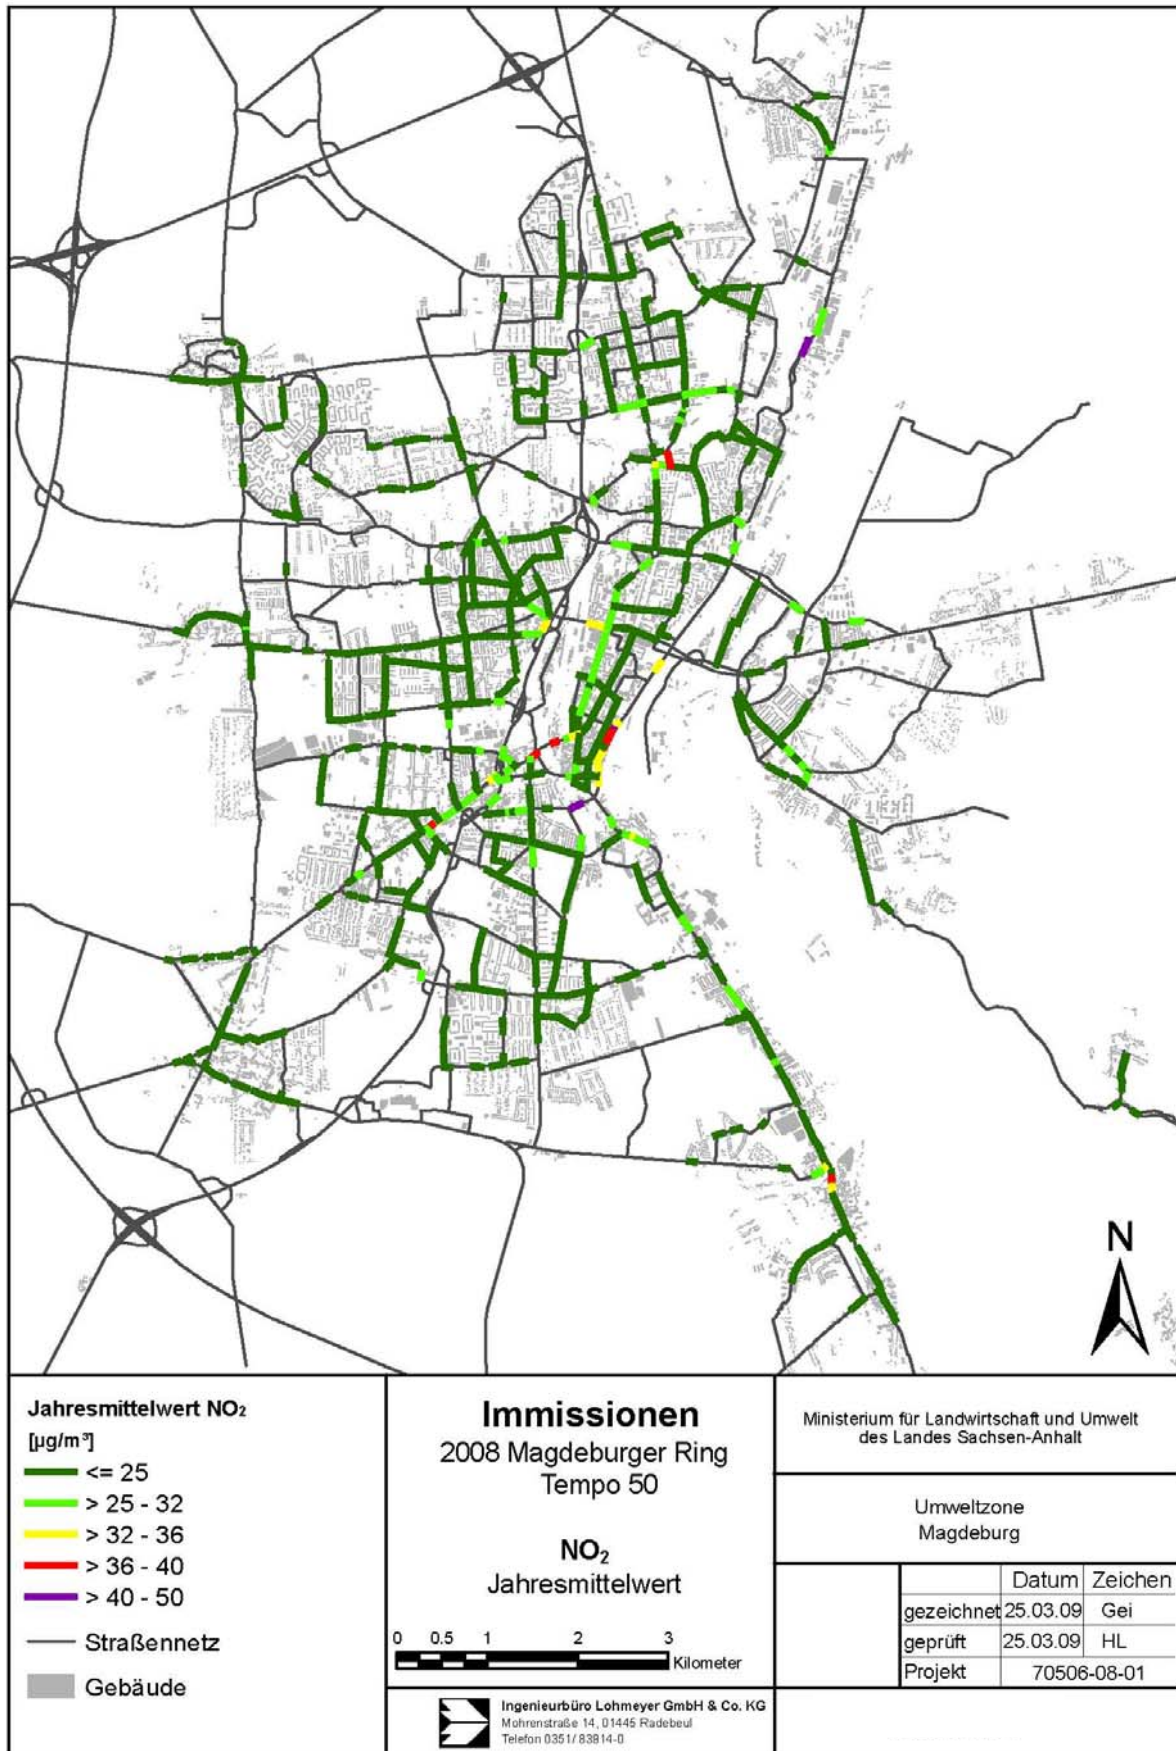 N
Jahresmittelwert NO₂
[µg/m³]
<= 25
> 25 - 32
> 32 - 36
> 36 - 40
> 40 - 50
Straßennetz
Gebäude
Immissionen
2008 Magdeburger Ring
Tempo 50
NO₂
Jahresmittelwert
0 0.5 1 2 3
Kilometer
Ingenieurbüro Lohmeyer GmbH & Co. KG
Mohrenstraße 14, 01445 Radebeul
Telefon 0351/ 83914-0
Ministerium für Landwirtschaft und Umwelt
des Landes Sachsen-Anhalt
Umweltzone
Magdeburg
Datum Zeichen
gezeichnet 25.03.09 Gei
geprüft 25.03.09 HL
Projekt 70506-08-01